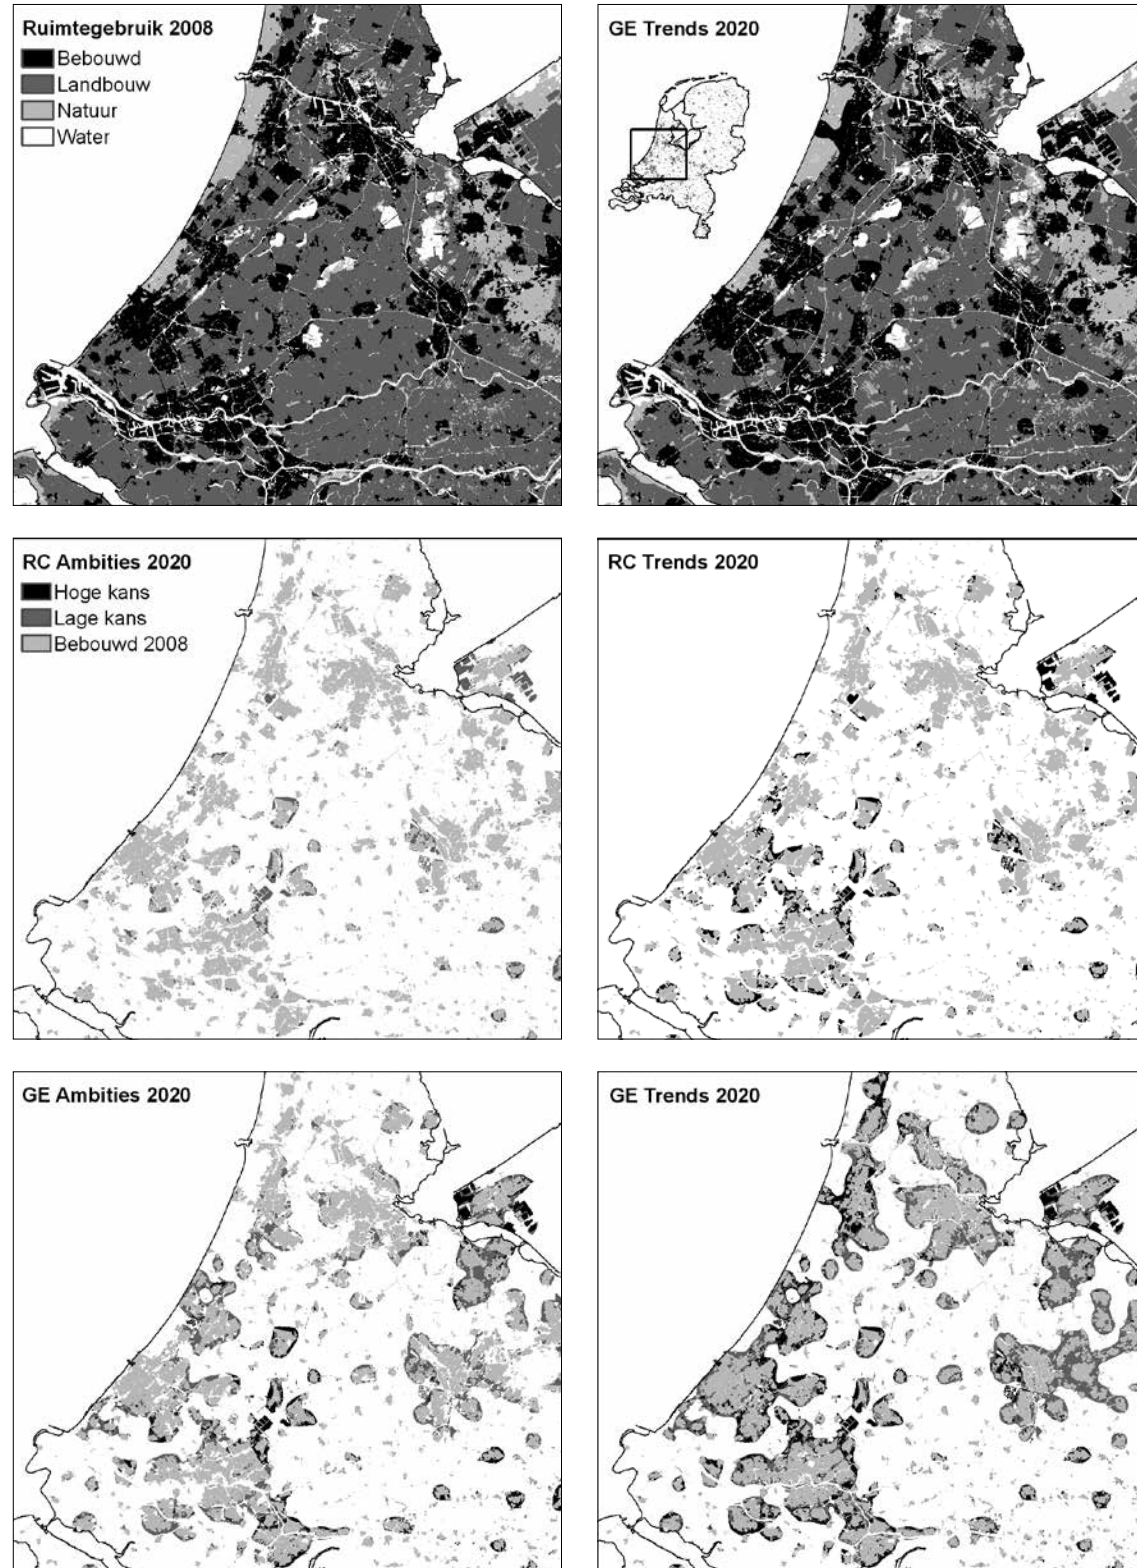 Ruimtegebruik 2008
Bebouwd
Landbouw
Natuur
Water
GE Trends 2020
RC Ambities 2020
Hoge kans
Lage kans
Bebouwd 2008
RC Trends 2020
GE Ambities 2020
GE Trends 2020